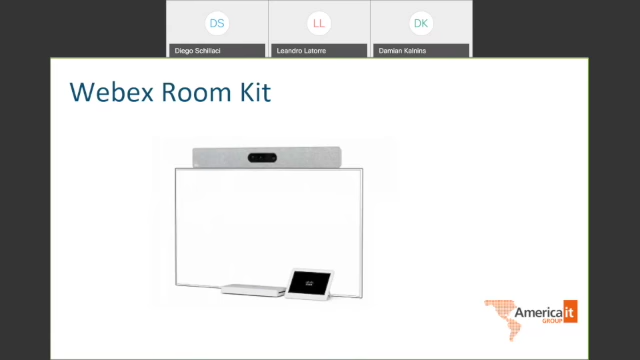 DS
LL
DK
Diego Schillaci
Leandro Latorre
Damian Kalnins
Webex Room Kit
America it
GROUP